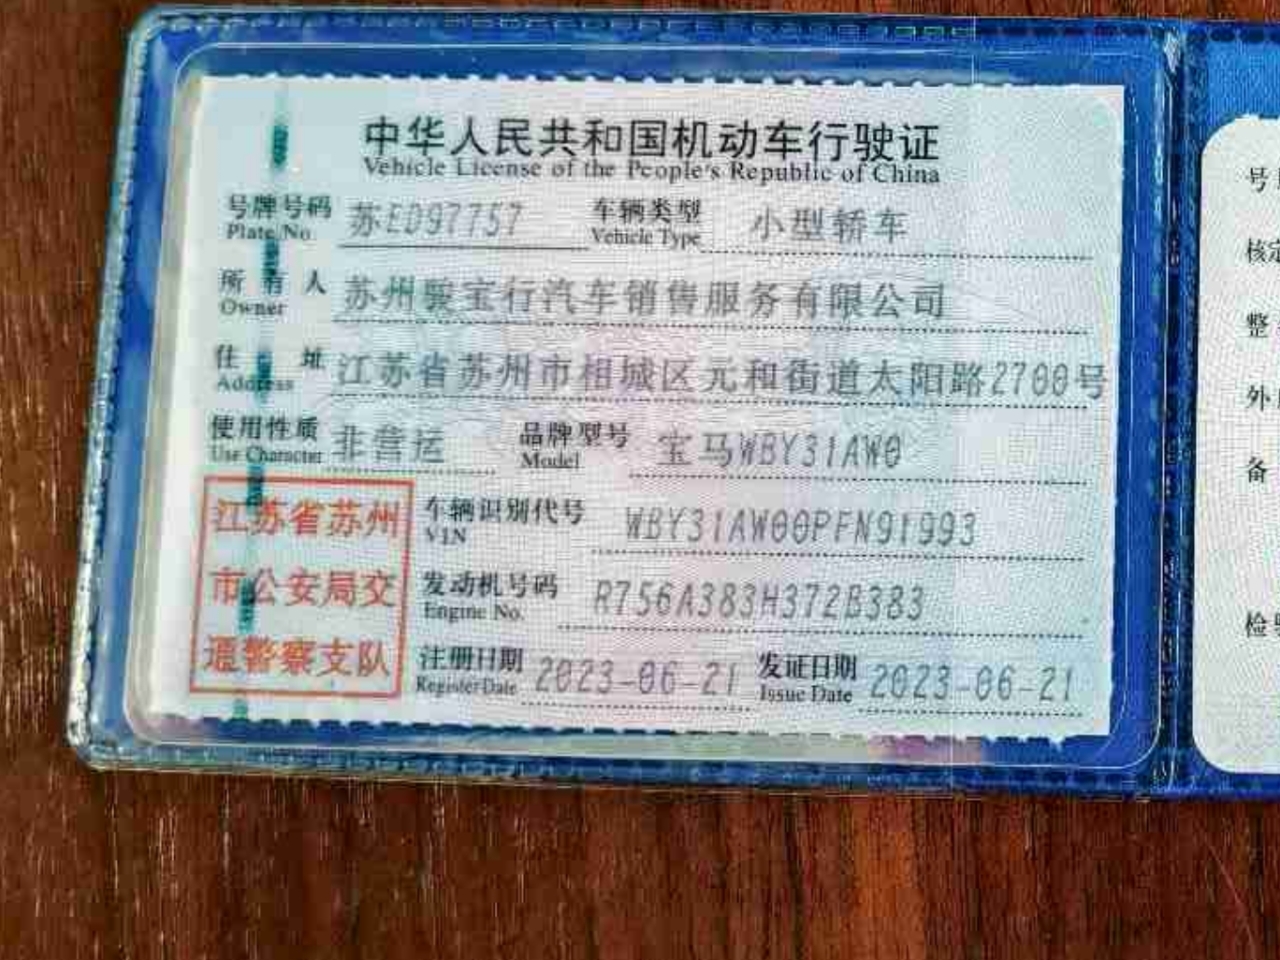 中华人民共和国机动车行驶证
Vehicle License of the People's Republic of China
号牌号码 苏ED97757 车辆类型 小型轿车
Plate No. Vehicle Type
所有人 苏州骏宝行汽车销售服务有限公司
Owner
住址 江苏省苏州市相城区元和街道太阳路2700号
Address
使用性质 非营运 品牌型号 宝马WBY31AW0
Use Character Model
江苏省苏州
市公安局交
通警察支队
车辆识别代号 WBY31AW00PFN91993
VIN
发动机号码 R756A383H372B383
Engine No.
注册日期 2023-06-21 发证日期 2023-06-21
Register Date Issue Date
号
核定
整
外
备
检